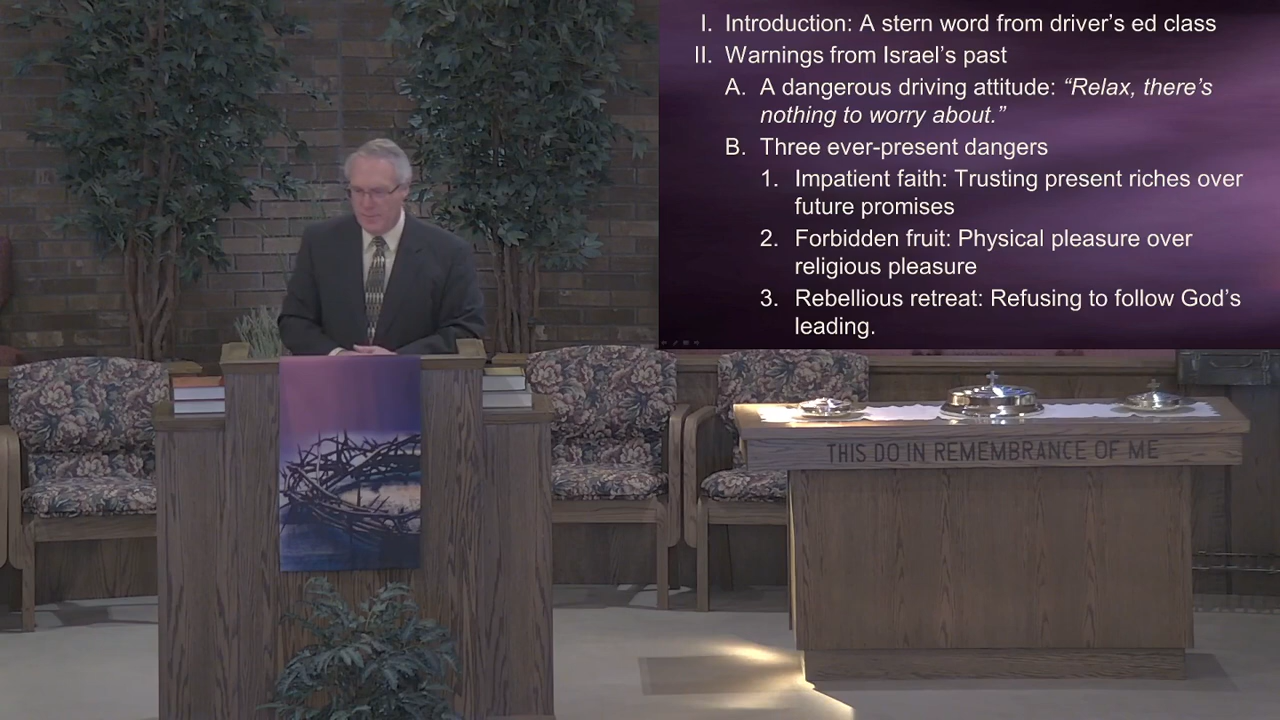 I. Introduction: A stern word from driver's ed class
II. Warnings from Israel's past
A. A dangerous driving attitude: “Relax, there's
nothing to worry about.”
B. Three ever-present dangers
1. Impatient faith: Trusting present riches over
future promises
2. Forbidden fruit: Physical pleasure over
religious pleasure
3. Rebellious retreat: Refusing to follow God's
leading.
THIS DO IN REMEMBRANCE OF ME